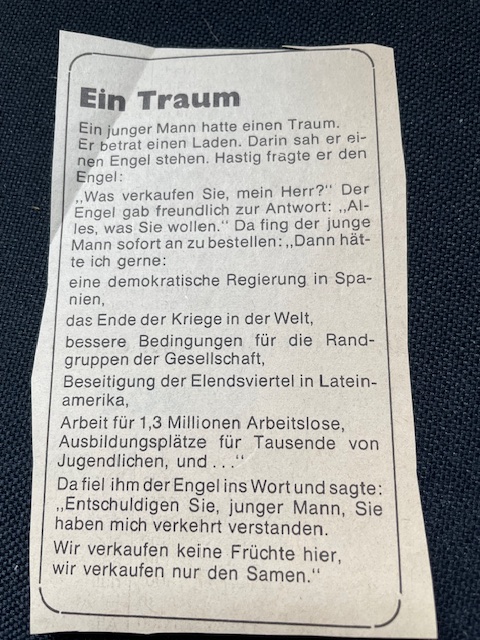 Ein Traum
Ein junger Mann hatte einen Traum.
Er betrat einen Laden. Darin sah er ei-
nen Engel stehen. Hastig fragte er den
Engel:
„Was verkaufen Sie, mein Herr?" Der
Engel gab freundlich zur Antwort: „Al-
les, was Sie wollen." Da fing der junge
Mann sofort an zu bestellen: „Dann hät-
te ich gerne:
eine demokratische Regierung in Spa-
nien,
das Ende der Kriege in der Welt,
bessere Bedingungen für die Rand-
gruppen der Gesellschaft,
Beseitigung der Elendsviertel in Latein-
amerika,
Arbeit für 1,3 Millionen Arbeitslose,
Ausbildungsplätze für Tausende von
Jugendlichen, und . . ."
Da fiel ihm der Engel ins Wort und sagte:
„Entschuldigen Sie, junger Mann, Sie
haben mich verkehrt verstanden.
Wir verkaufen keine Früchte hier,
wir verkaufen nur den Samen."